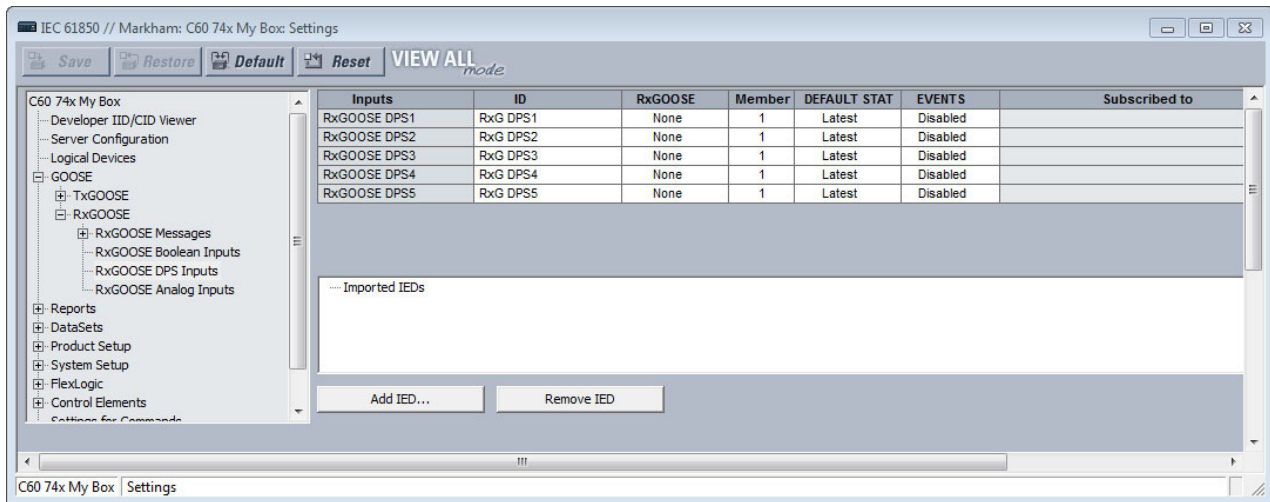 IEC 61850 // Markham: C60 74x My Box: Settings
Save Restore Default Reset VIEW ALL mode
C60 74x My Box
Developer IID/CID Viewer
Server Configuration
Logical Devices
GOOSE
TxGOOSE
RxGOOSE
RxGOOSE Messages
RxGOOSE Boolean Inputs
RxGOOSE DPS Inputs
RxGOOSE Analog Inputs
Reports
DataSets
Product Setup
System Setup
FlexLogic
Control Elements
Settings for Commands
Inputs ID RxGOOSE Member DEFAULT STAT EVENTS Subscribed to
RxGOOSE DPS1 RxG DPS1 None 1 Latest Disabled
RxGOOSE DPS2 RxG DPS2 None 1 Latest Disabled
RxGOOSE DPS3 RxG DPS3 None 1 Latest Disabled
RxGOOSE DPS4 RxG DPS4 None 1 Latest Disabled
RxGOOSE DPS5 RxG DPS5 None 1 Latest Disabled
Imported IEDs
Add IED... Remove IED
C60 74x My Box Settings